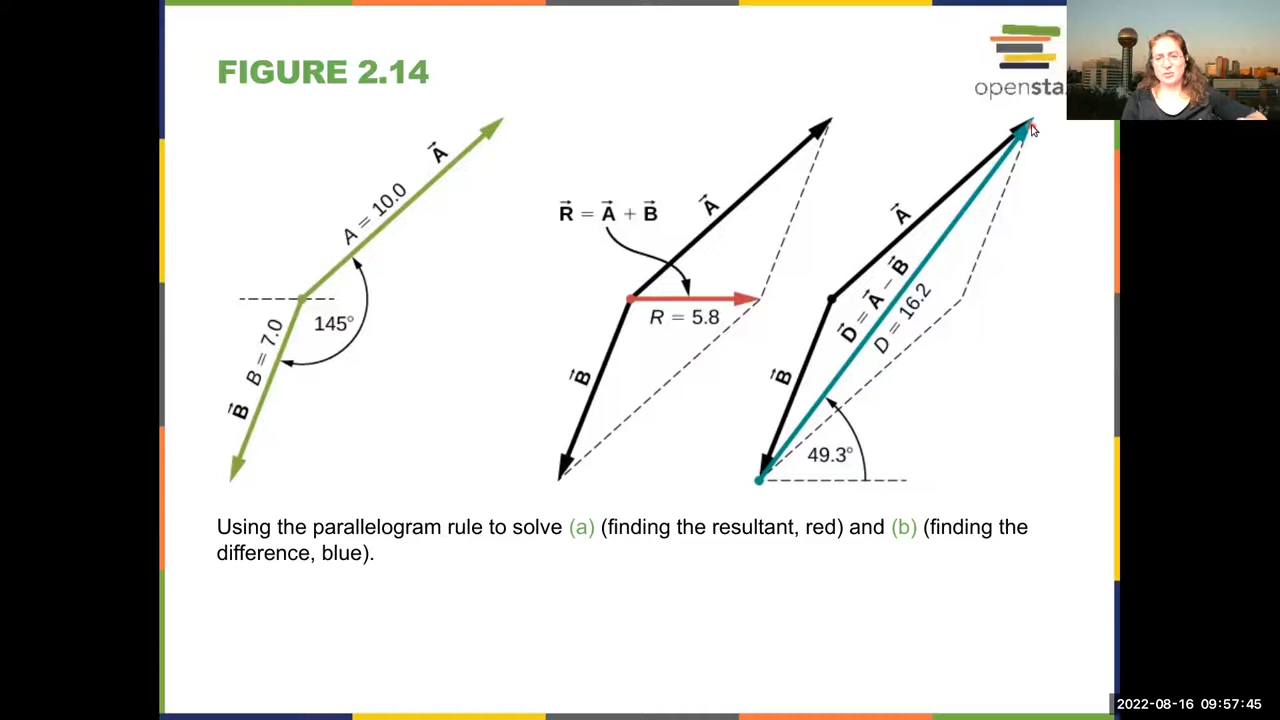 FIGURE 2.14
opensta
A⃗
A = 10.0
145°
B = 7.0
B⃗
R⃗ = A⃗ + B⃗
A⃗
R = 5.8
B⃗
A⃗
D⃗ = A⃗ − B⃗
D = 16.2
B⃗
49.3°
Using the parallelogram rule to solve (a) (finding the resultant, red) and (b) (finding the
difference, blue).
2022-08-16 09:57:45